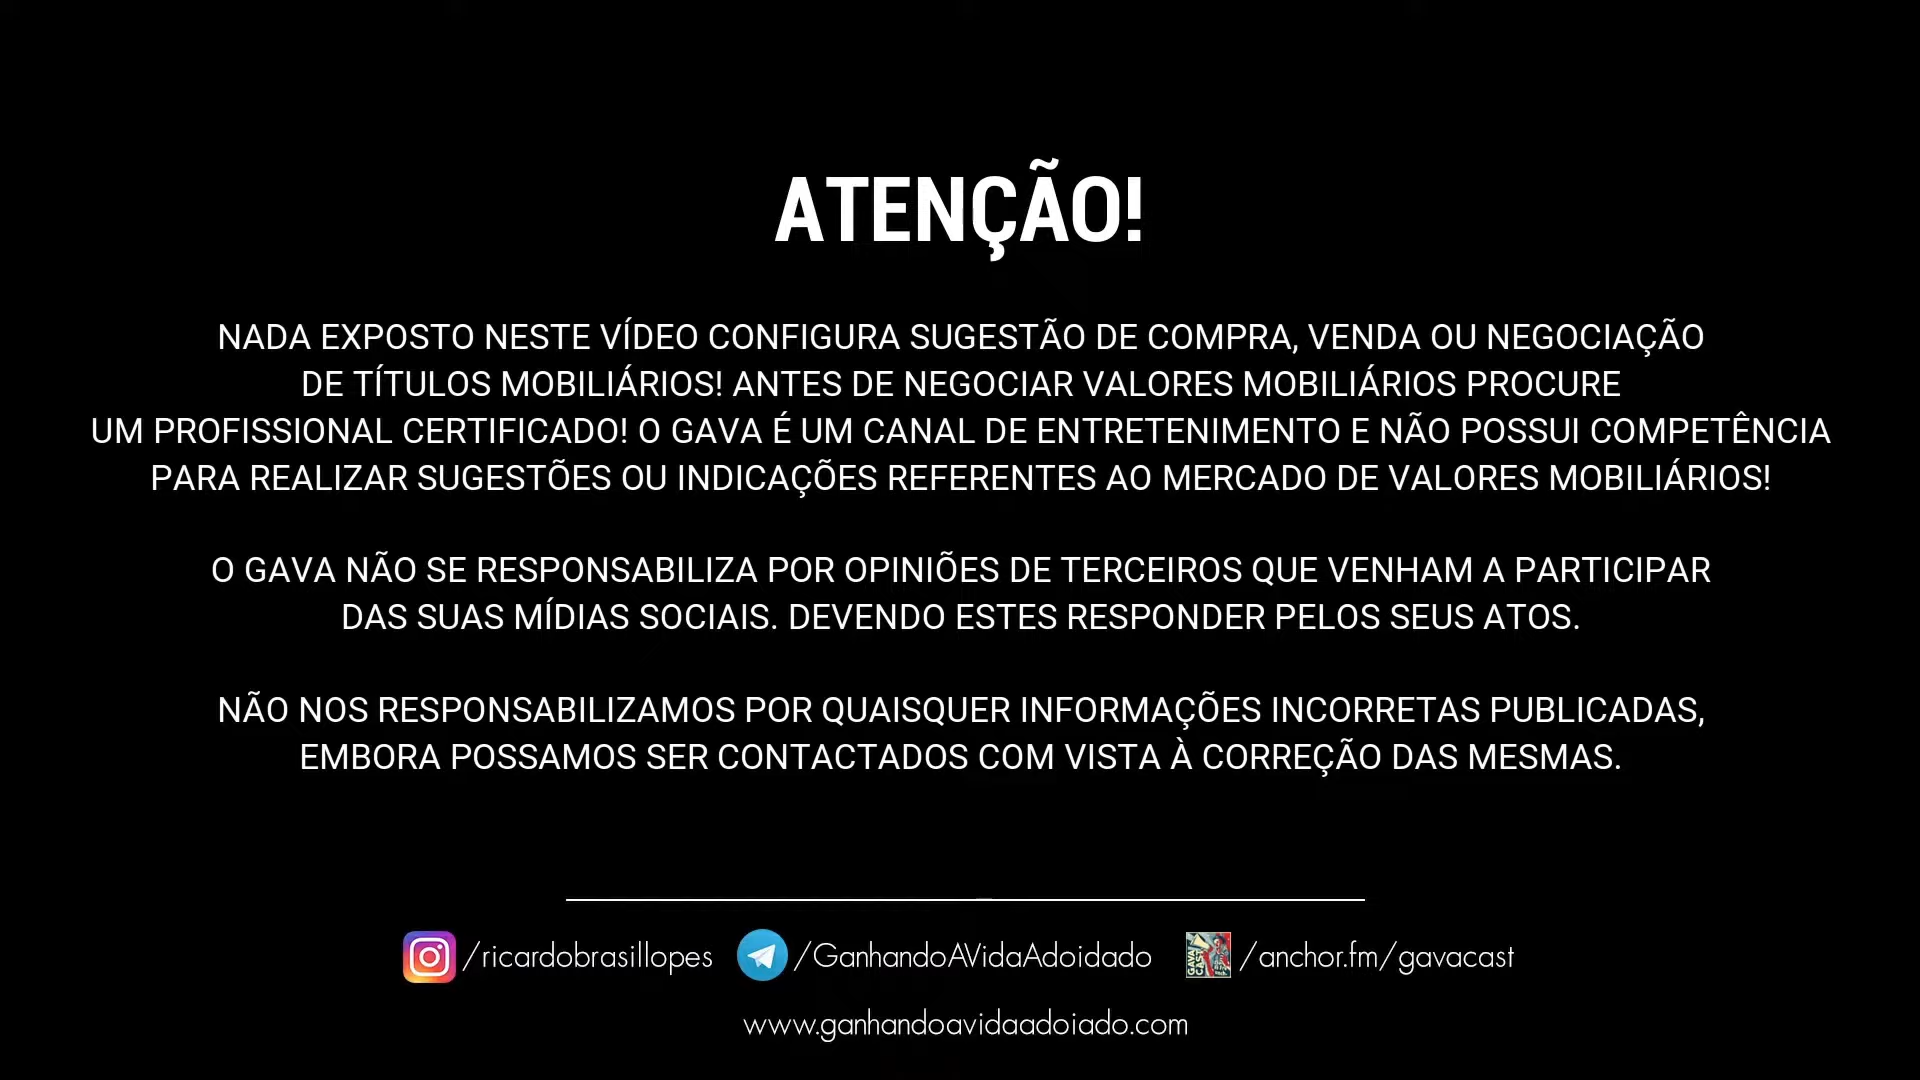 ATENÇÃO!
NADA EXPOSTO NESTE VÍDEO CONFIGURA SUGESTÃO DE COMPRA, VENDA OU NEGOCIAÇÃO
DE TÍTULOS MOBILIÁRIOS! ANTES DE NEGOCIAR VALORES MOBILIÁRIOS PROCURE
UM PROFISSIONAL CERTIFICADO! O GAVA É UM CANAL DE ENTRETENIMENTO E NÃO POSSUI COMPETÊNCIA
PARA REALIZAR SUGESTÕES OU INDICAÇÕES REFERENTES AO MERCADO DE VALORES MOBILIÁRIOS!
O GAVA NÃO SE RESPONSABILIZA POR OPINIÕES DE TERCEIROS QUE VENHAM A PARTICIPAR
DAS SUAS MÍDIAS SOCIAIS. DEVENDO ESTES RESPONDER PELOS SEUS ATOS.
NÃO NOS RESPONSABILIZAMOS POR QUAISQUER INFORMAÇÕES INCORRETAS PUBLICADAS,
EMBORA POSSAMOS SER CONTACTADOS COM VISTA À CORREÇÃO DAS MESMAS.
/ricardobrasillopes /GanhandoAVidaAdoidado GAVA CAST /anchor.fm/gavacast
www.ganhandoavidaadoiado.com